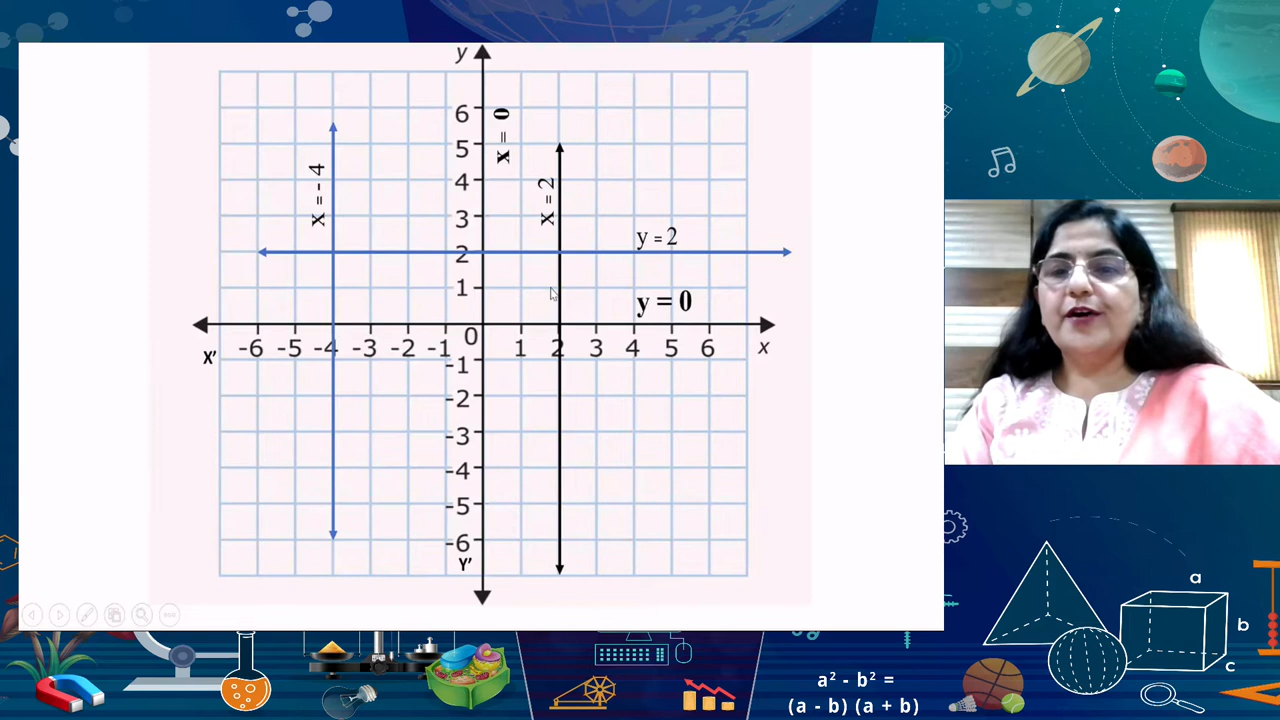 y
6
5
4
3
2
1
0
x = 0
x = - 4
x = 2
y = 2
y = 0
X'
-6 -5 -4 -3 -2 -1 1 2 3 4 5 6
x
-1
-2
-3
-4
-5
-6
Y'
a
b
c
a² - b² =
(a - b) (a + b)